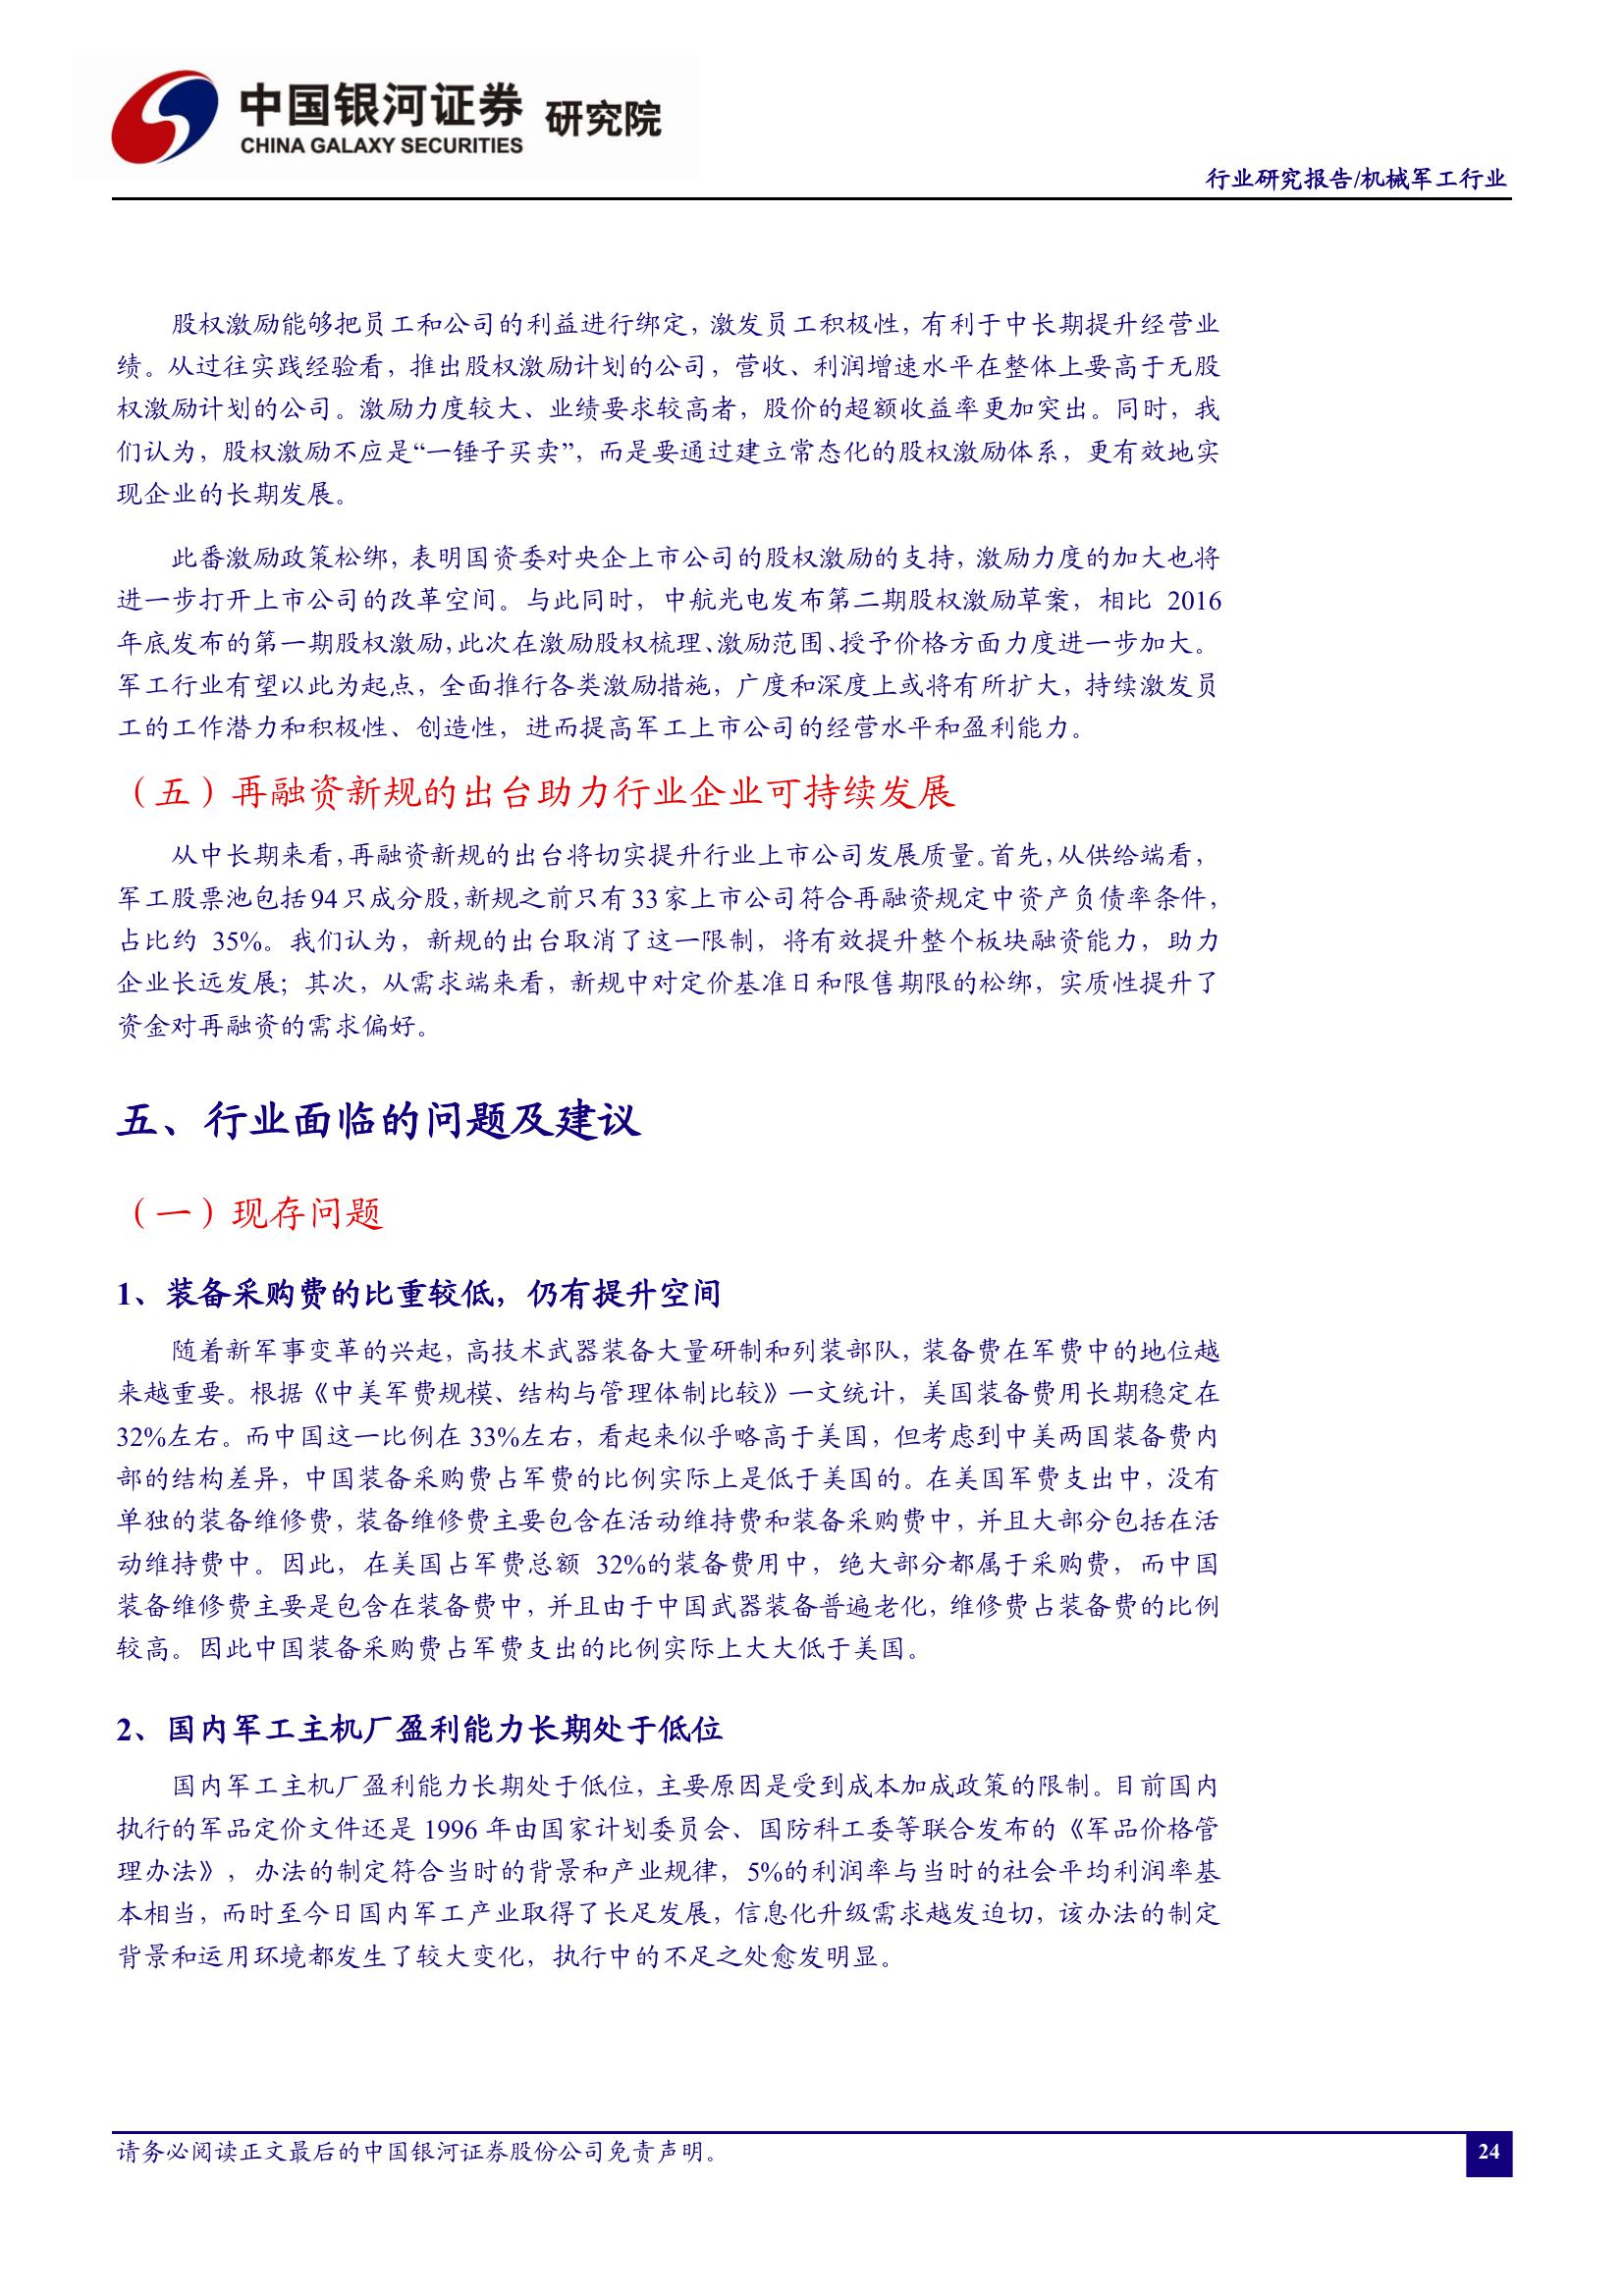 中国银河证券 研究院
CHINA GALAXY SECURITIES
行业研究报告/机械军工行业
股权激励能够把员工和公司的利益进行绑定，激发员工积极性，有利于中长期提升经营业
绩。从过往实践经验看，推出股权激励计划的公司，营收、利润增速水平在整体上要高于无股
权激励计划的公司。激励力度较大、业绩要求较高者，股价的超额收益率更加突出。同时，我
们认为，股权激励不应是“一锤子买卖”，而是要通过建立常态化的股权激励体系，更有效地实
现企业的长期发展。
此番激励政策松绑，表明国资委对央企上市公司的股权激励的支持，激励力度的加大也将
进一步打开上市公司的改革空间。与此同时，中航光电发布第二期股权激励草案，相比 2016
年底发布的第一期股权激励，此次在激励股权梳理、激励范围、授予价格方面力度进一步加大。
军工行业有望以此为起点，全面推行各类激励措施，广度和深度上或将有所扩大，持续激发员
工的工作潜力和积极性、创造性，进而提高军工上市公司的经营水平和盈利能力。
（五）再融资新规的出台助力行业企业可持续发展
从中长期来看，再融资新规的出台将切实提升行业上市公司发展质量。首先，从供给端看，
军工股票池包括 94 只成分股，新规之前只有 33 家上市公司符合再融资规定中资产负债率条件，
占比约 35%。我们认为，新规的出台取消了这一限制，将有效提升整个板块融资能力，助力
企业长远发展；其次，从需求端来看，新规中对定价基准日和限售期限的松绑，实质性提升了
资金对再融资的需求偏好。
五、行业面临的问题及建议
（一）现存问题
1、装备采购费的比重较低，仍有提升空间
随着新军事变革的兴起，高技术武器装备大量研制和列装部队，装备费在军费中的地位越
来越重要。根据《中美军费规模、结构与管理体制比较》一文统计，美国装备费用长期稳定在
32%左右。而中国这一比例在 33%左右，看起来似乎略高于美国，但考虑到中美两国装备费内
部的结构差异，中国装备采购费占军费的比例实际上是低于美国的。在美国军费支出中，没有
单独的装备维修费，装备维修费主要包含在活动维持费和装备采购费中，并且大部分包括在活
动维持费中。因此，在美国占军费总额 32%的装备费用中，绝大部分都属于采购费，而中国
装备维修费主要是包含在装备费中，并且由于中国武器装备普遍老化，维修费占装备费的比例
较高。因此中国装备采购费占军费支出的比例实际上大大低于美国。
2、国内军工主机厂盈利能力长期处于低位
国内军工主机厂盈利能力长期处于低位，主要原因是受到成本加成政策的限制。目前国内
执行的军品定价文件还是 1996 年由国家计划委员会、国防科工委等联合发布的《军品价格管
理办法》，办法的制定符合当时的背景和产业规律，5%的利润率与当时的社会平均利润率基
本相当，而时至今日国内军工产业取得了长足发展，信息化升级需求越发迫切，该办法的制定
背景和运用环境都发生了较大变化，执行中的不足之处愈发明显。
请务必阅读正文最后的中国银河证券股份公司免责声明。
24